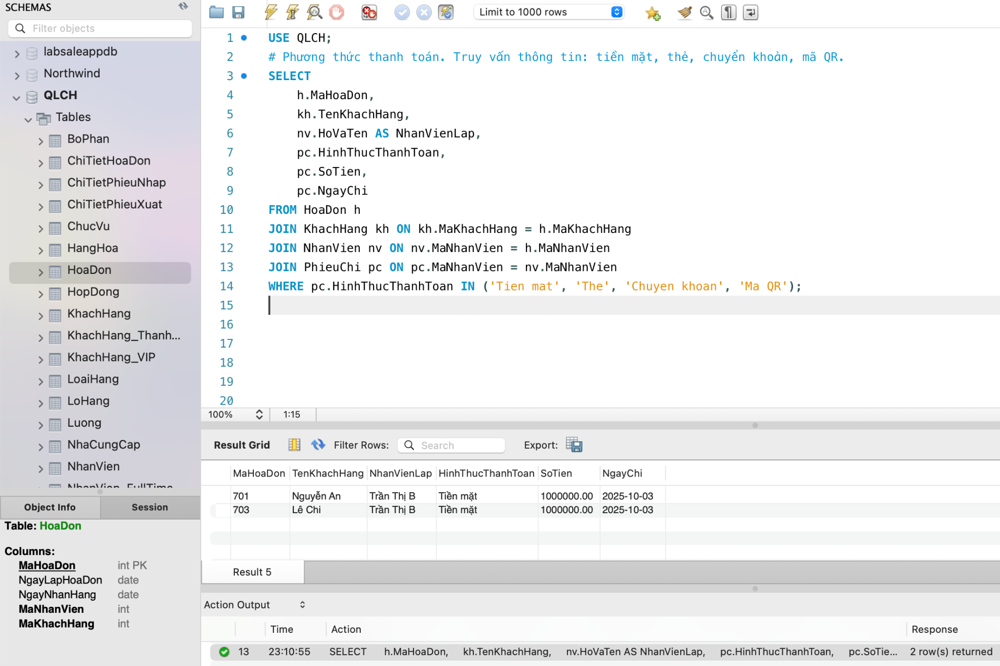 SCHEMAS
Filter objects
labsaleappdb
Northwind
QLCH
Tables
BoPhan
ChiTietHoaDon
ChiTietPhieuNhap
ChiTietPhieuXuat
ChucVu
HangHoa
HoaDon
HopDong
KhachHang
KhachHang_Thanh...
KhachHang_VIP
LoaiHang
LoHang
Luong
NhaCungCap
NhanVien
NhanVien_FullTime
Object Info Session
Table: HoaDon
Columns:
MaHoaDon int PK
NgayLapHoaDon date
NgayNhanHang date
MaNhanVien int
MaKhachHang int
Limit to 1000 rows
1 USE QLCH;
2 # Phương thức thanh toán. Truy vấn thông tin: tiền mặt, thẻ, chuyển khoản, mã QR.
3 SELECT
4 h.MaHoaDon,
5 kh.TenKhachHang,
6 nv.HoVaTen AS NhanVienLap,
7 pc.HinhThucThanhToan,
8 pc.SoTien,
9 pc.NgayChi
10 FROM HoaDon h
11 JOIN KhachHang kh ON kh.MaKhachHang = h.MaKhachHang
12 JOIN NhanVien nv ON nv.MaNhanVien = h.MaNhanVien
13 JOIN PhieuChi pc ON pc.MaNhanVien = nv.MaNhanVien
14 WHERE pc.HinhThucThanhToan IN ('Tien mat', 'The', 'Chuyen khoan', 'Ma QR');
15
16
17
18
19
20
100% 1:15
Result Grid Filter Rows: Search Export:
MaHoaDon TenKhachHang NhanVienLap HinhThucThanhToan SoTien NgayChi
701 Nguyễn An Trần Thị B Tiền mặt 1000000.00 2025-10-03
703 Lê Chi Trần Thị B Tiền mặt 1000000.00 2025-10-03
Result 5
Action Output
Time Action Response
13 23:10:55 SELECT h.MaHoaDon, kh.TenKhachHang, nv.HoVaTen AS NhanVienLap, pc.HinhThucThanhToan, pc.SoTie... 2 row(s) returned